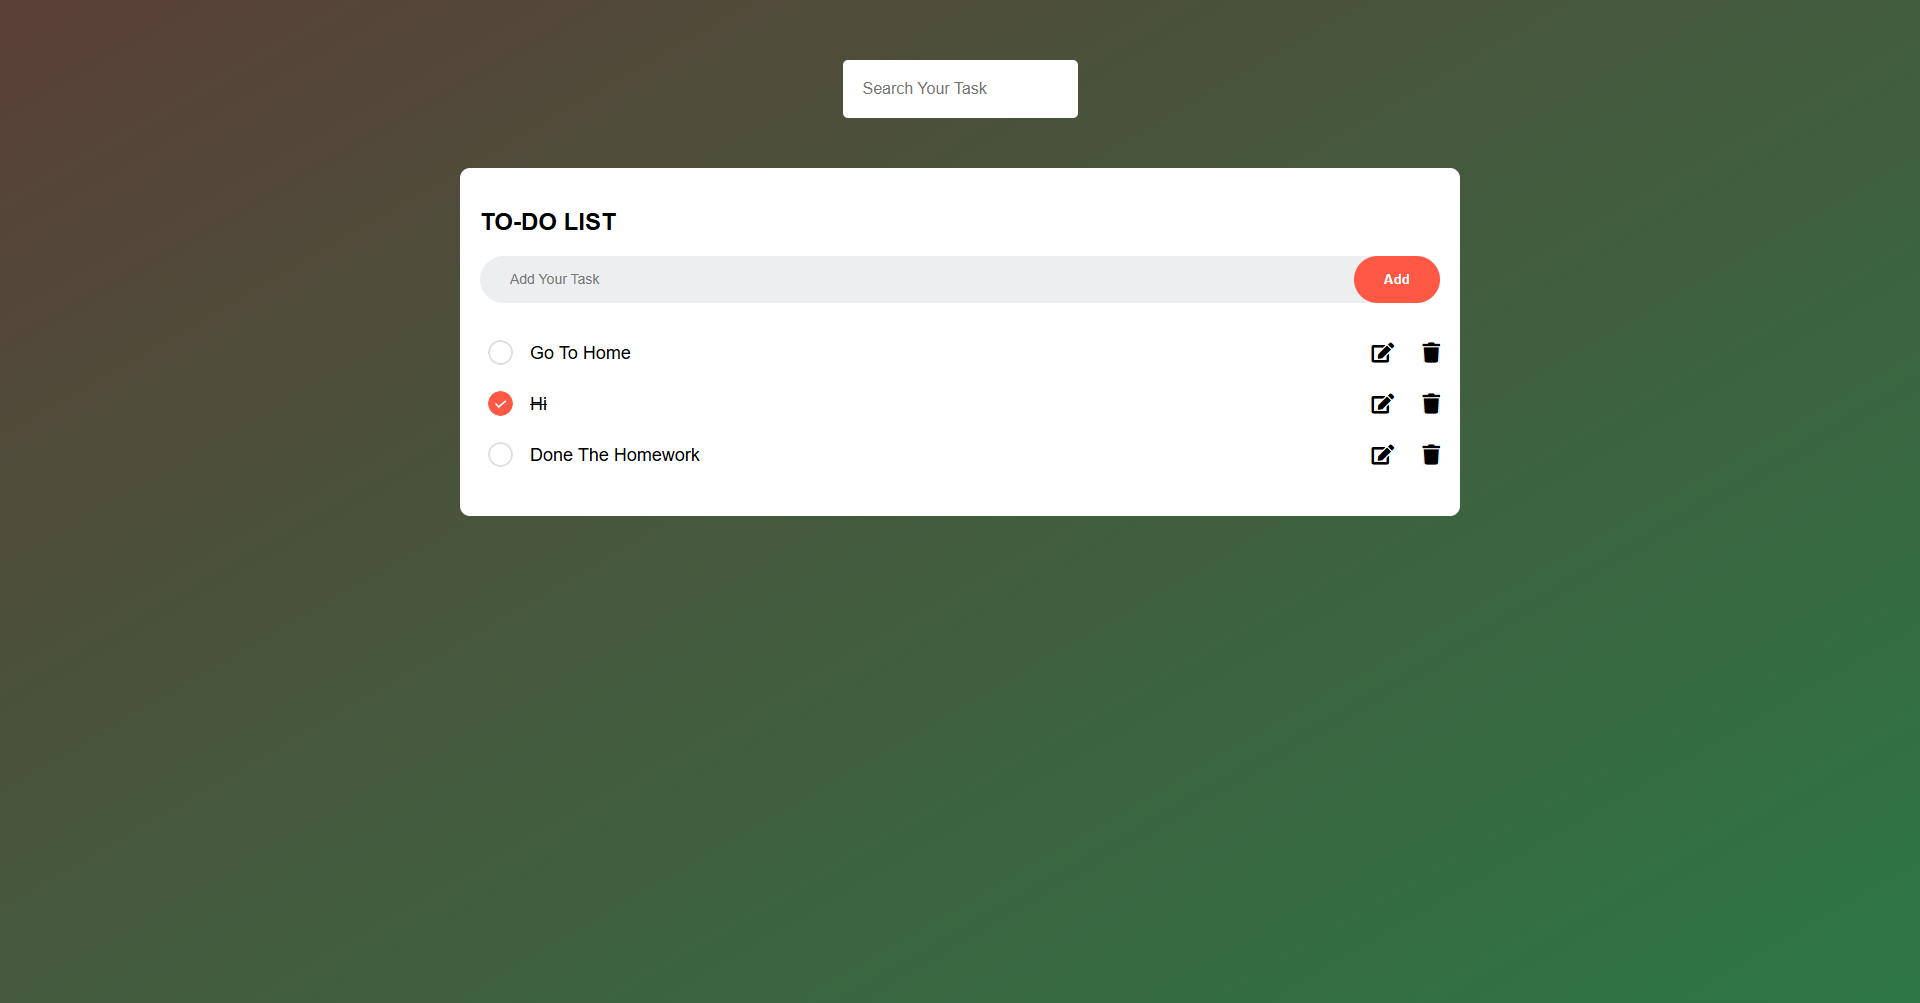 Search Your Task
TO-DO LIST
Add Your Task
Add
Go To Home
Hi
Done The Homework